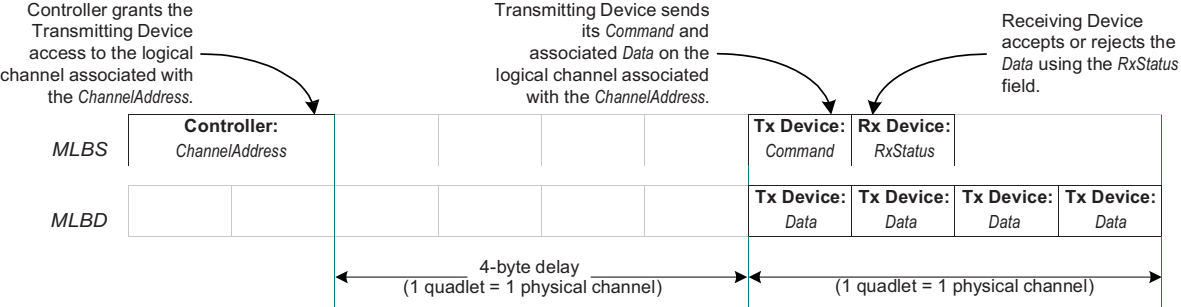 Controller grants the
Transmitting Device
access to the logical
channel associated with
the ChannelAddress.
Transmitting Device sends
its Command and
associated Data on the
logical channel associated
with the ChannelAddress.
Receiving Device
accepts or rejects the
Data using the RxStatus
field.
MLBS
Controller:
ChannelAddress
Tx Device:
Command
Rx Device:
RxStatus
MLBD
Tx Device:
Data
Tx Device:
Data
Tx Device:
Data
Tx Device:
Data
4-byte delay
(1 quadlet = 1 physical channel)
(1 quadlet = 1 physical channel)